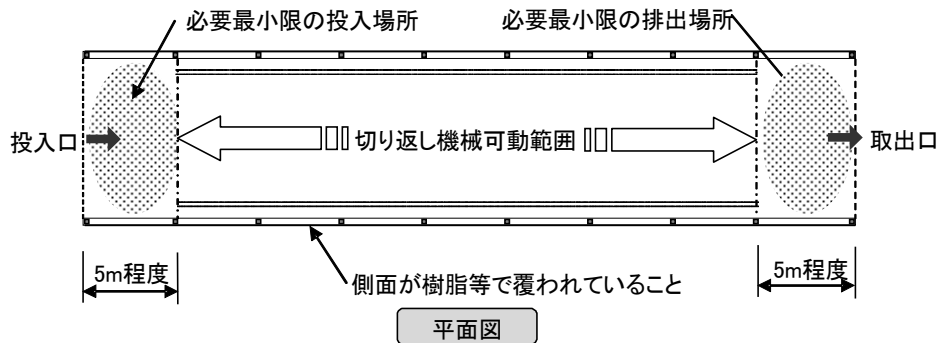 必要最小限の投入場所
必要最小限の排出場所
投入口
切り返し機械可動範囲
取出口
5m程度
5m程度
側面が樹脂等で覆われていること
平面図